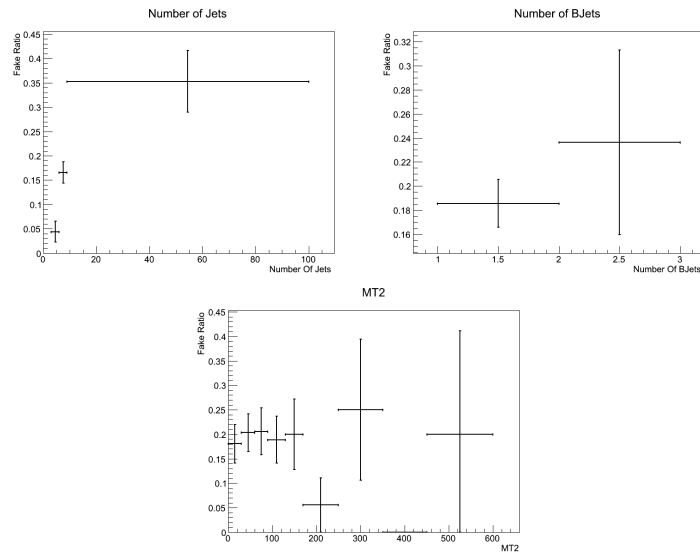 Number of Jets
Fake Ratio
0.45
0.4
0.35
0.3
0.25
0.2
0.15
0.1
0.05
0
0 20 40 60 80 100
Number Of Jets
Number of BJets
Fake Ratio
0.32
0.3
0.28
0.26
0.24
0.22
0.2
0.18
0.16
1 1.5 2 2.5 3
Number Of BJets
MT2
Fake Ratio
0.45
0.4
0.35
0.3
0.25
0.2
0.15
0.1
0.05
0
0 100 200 300 400 500 600
MT2